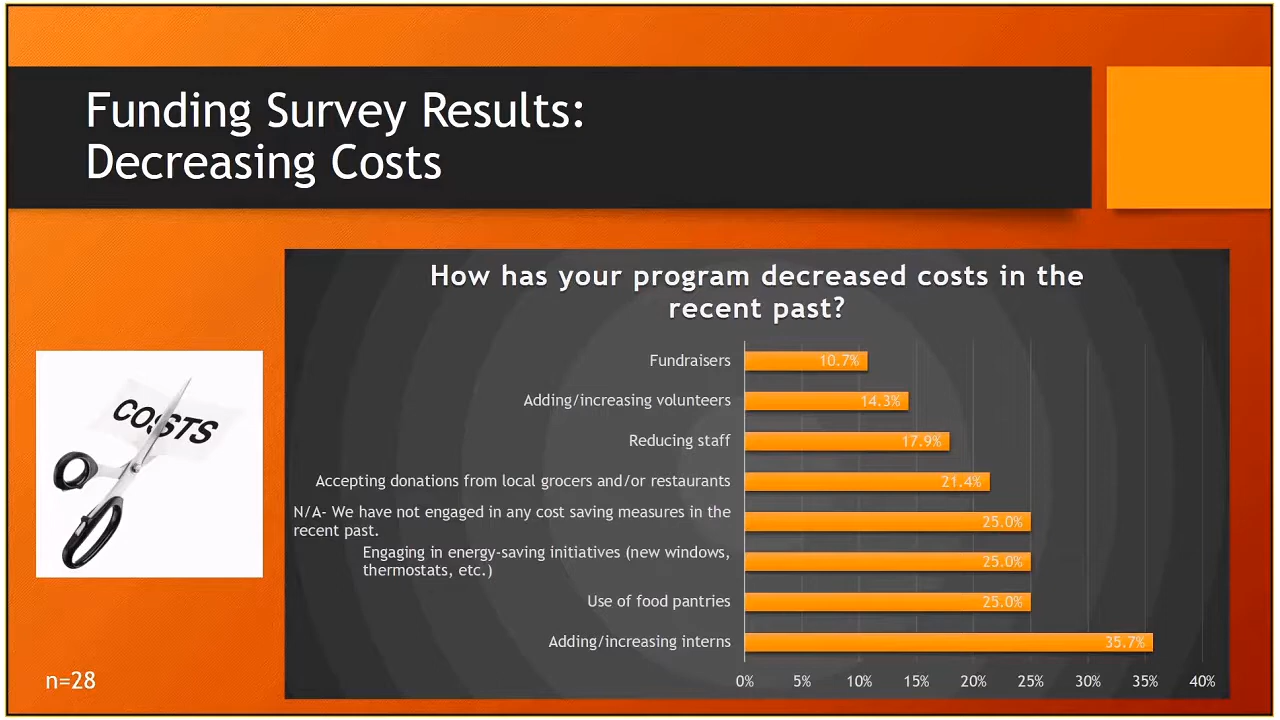 Funding Survey Results:
Decreasing Costs
How has your program decreased costs in the
recent past?
Fundraisers
10.7%
Adding/increasing volunteers
14.3%
Reducing staff
17.9%
Accepting donations from local grocers and/or restaurants
21.4%
N/A- We have not engaged in any cost saving measures in the
recent past.
25.0%
Engaging in energy-saving initiatives (new windows,
thermostats, etc.)
25.0%
Use of food pantries
25.0%
Adding/increasing interns
35.7%
0% 5% 10% 15% 20% 25% 30% 35% 40%
COSTS
n=28